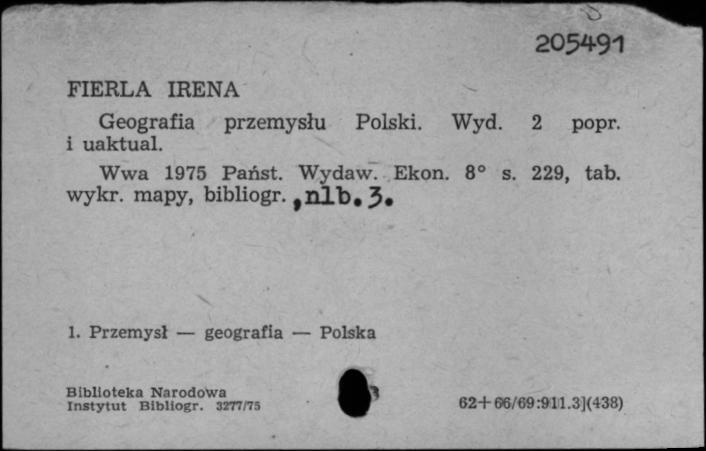 205491
FIERLA IRENA
Geografia przemysłu Polski. Wyd. 2 popr.
i uaktual.
Wwa 1975 Państ. Wydaw. Ekon. 8° s. 229, tab.
wykr. mapy, bibliogr. ,nlb.3.
1. Przemysł — geografia — Polska
Biblioteka Narodowa
Instytut Bibliogr. 3277/75
62+66/69:911.3](438)